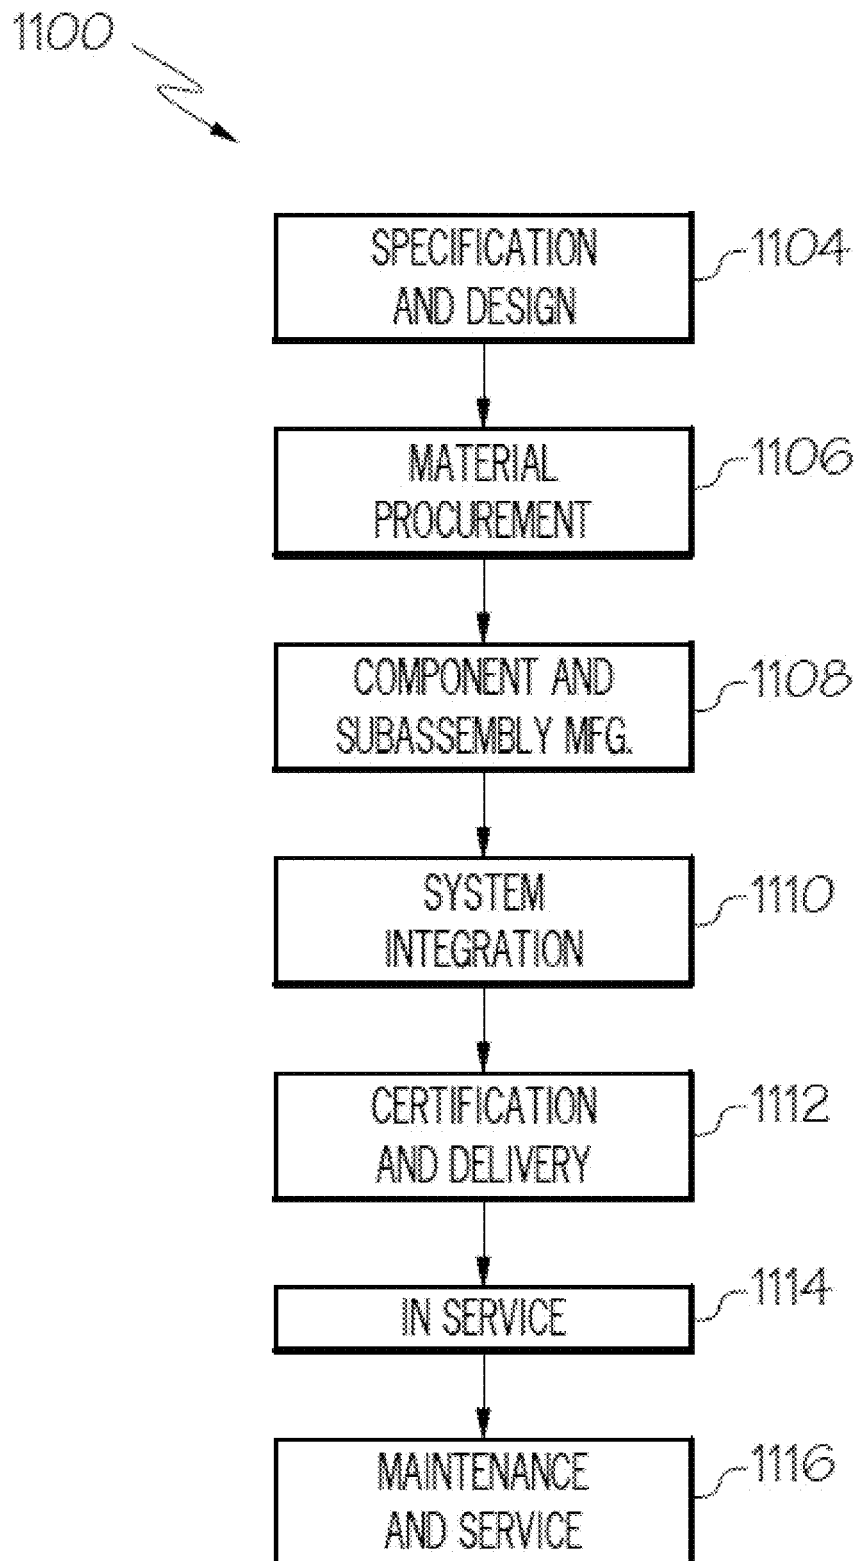 1100
SPECIFICATION
AND DESIGN
1104
MATERIAL
PROCUREMENT
1106
COMPONENT AND
SUBASSEMBLY MFG.
1108
SYSTEM
INTEGRATION
1110
CERTIFICATION
AND DELIVERY
1112
IN SERVICE
1114
MAINTENANCE
AND SERVICE
1116